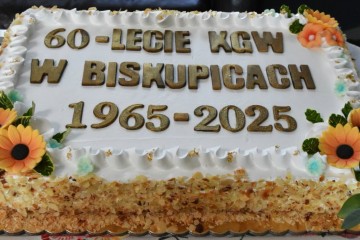 60-LECIE KGW
W BISKUPICACH
1965-2025